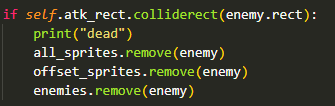 if self.atk_rect.colliderect(enemy.rect):
    print("dead")
    all_sprites.remove(enemy)
    offset_sprites.remove(enemy)
    enemies.remove(enemy)